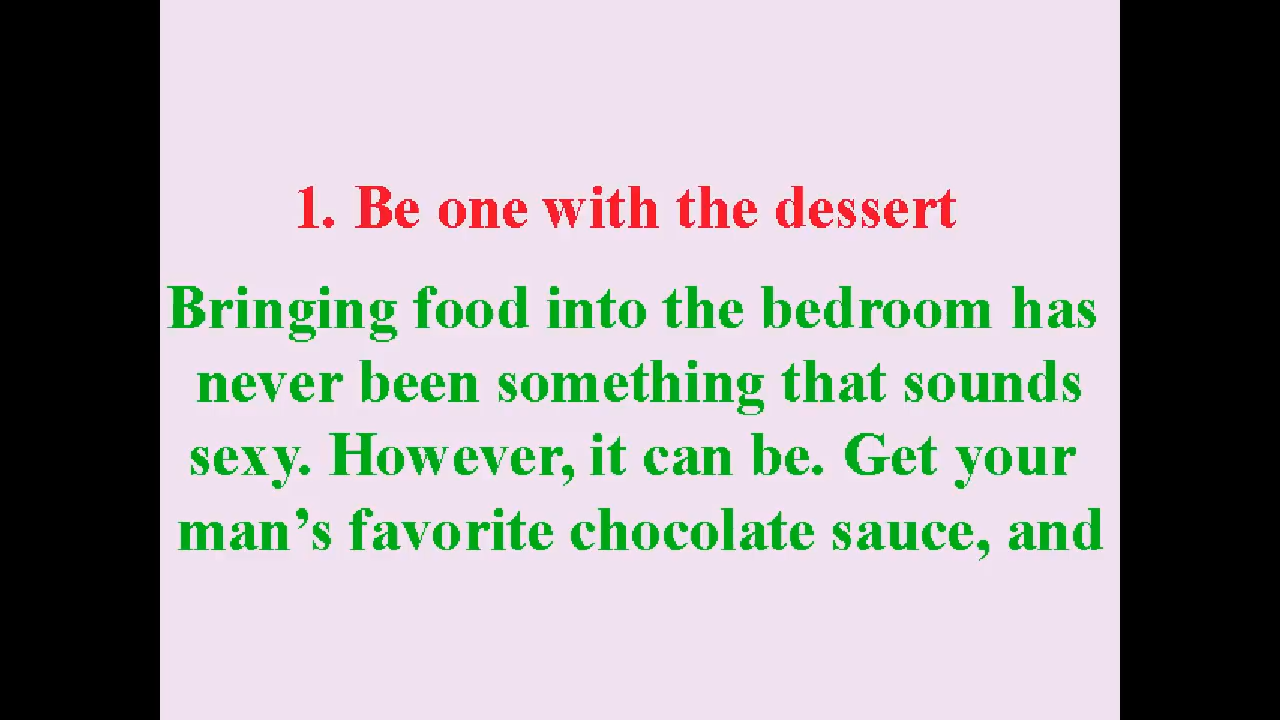 1. Be one with the dessert
Bringing food into the bedroom has
never been something that sounds
sexy. However, it can be. Get your
man’s favorite chocolate sauce, and